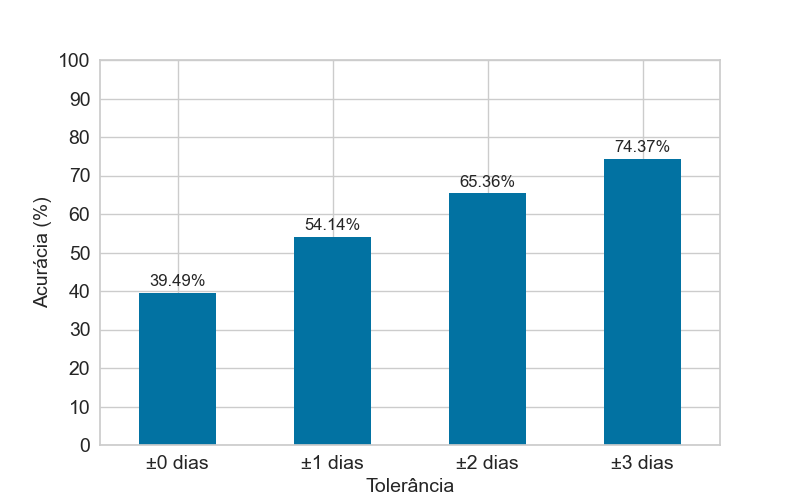 100
90
80
70
60
50
40
30
20
10
0
Acurácia (%)
39.49%
54.14%
65.36%
74.37%
±0 dias
±1 dias
±2 dias
±3 dias
Tolerância